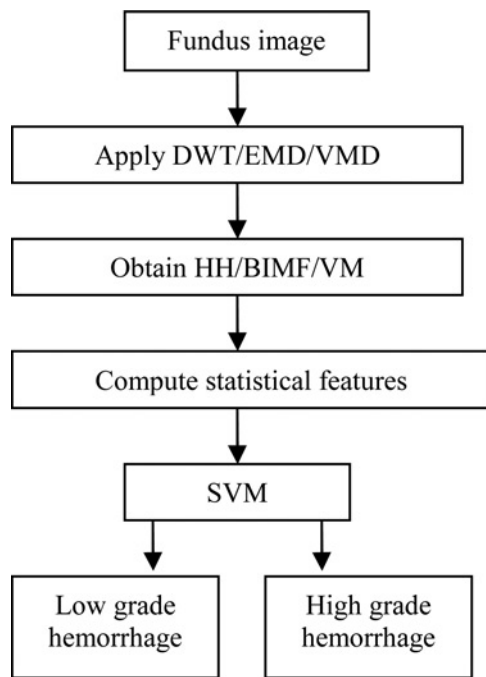 Fundus image
Apply DWT/EMD/VMD
Obtain HH/BIMF/VM
Compute statistical features
SVM
Low grade
hemorrhage
High grade
hemorrhage